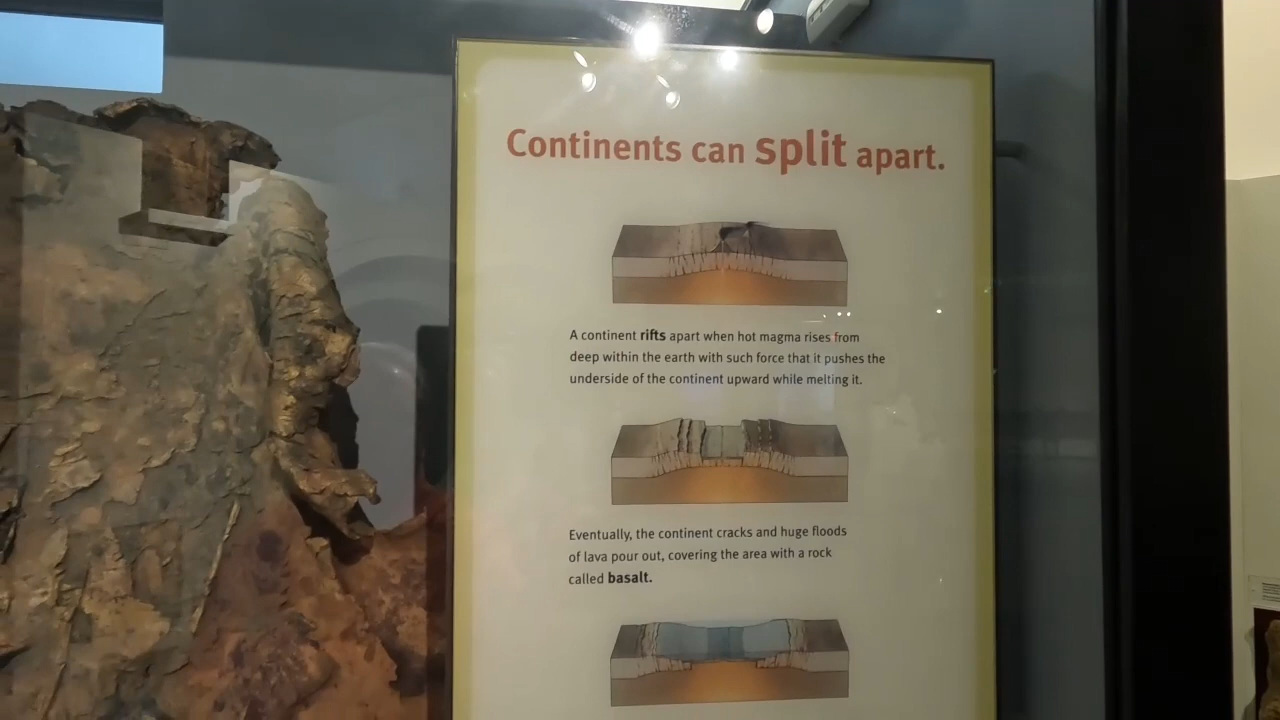 Continents can split apart.
A continent rifts apart when hot magma rises from
deep within the earth with such force that it pushes the
underside of the continent upward while melting it.
Eventually, the continent cracks and huge floods
of lava pour out, covering the area with a rock
called basalt.